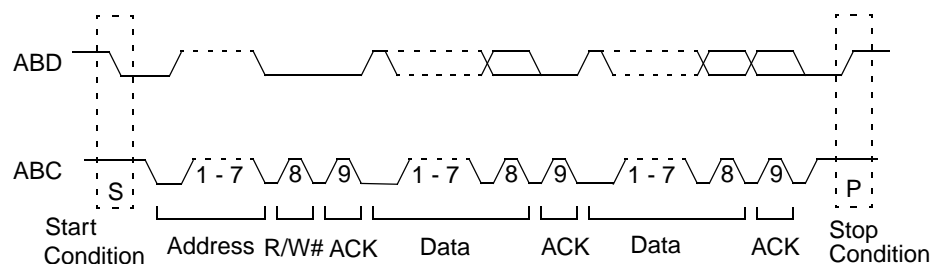 ABD
ABC
S 1 - 7 8 9 1 - 7 8 9 1 - 7 8 9 P
Start
Condition
Address R/W# ACK Data ACK Data ACK
Stop
Condition